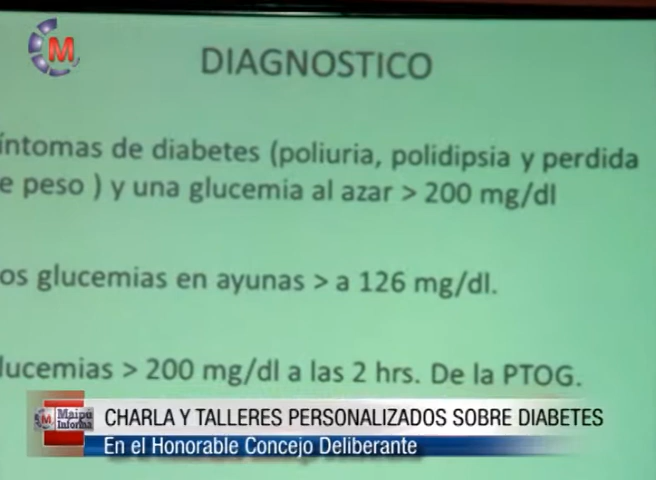 M
DIAGNOSTICO
íntomas de diabetes (poliuria, polidipsia y perdida
e peso ) y una glucemia al azar > 200 mg/dl
os glucemias en ayunas > a 126 mg/dl.
lucemias > 200 mg/dl a las 2 hrs. De la PTOG.
M Maipú
Informa
CHARLA Y TALLERES PERSONALIZADOS SOBRE DIABETES
En el Honorable Concejo Deliberante